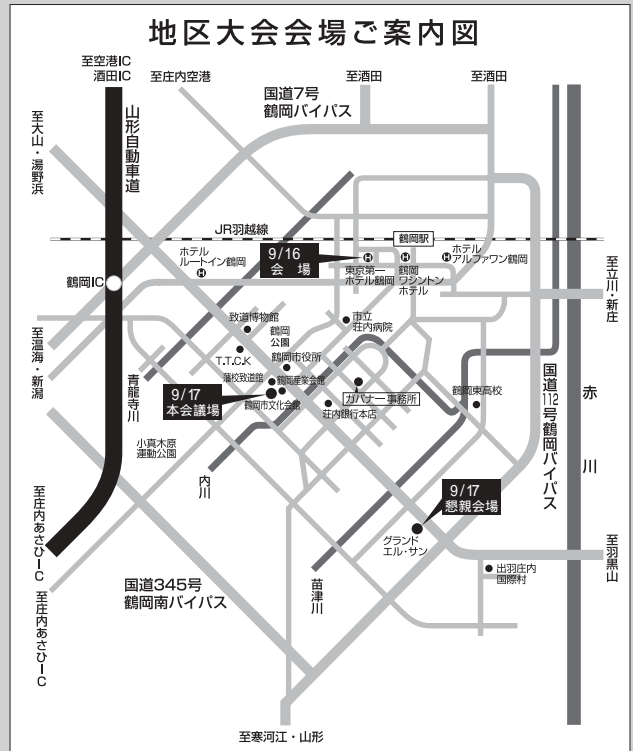 地区大会会場ご案内図
至空港IC
酒田IC
至庄内空港
国道7号
鶴岡バイパス
至酒田
至酒田
山形自動車道
至大山・湯野浜
JR羽越線
鶴岡駅
ホテル
ルートイン鶴岡
9/16
会 場
東京第一
ホテル鶴岡
鶴岡
ワシントン
ホテル
ホテル
アルファワン鶴岡
至立川・新庄
鶴岡IC
致道博物館
鶴岡
公園
市立
荘内病院
至温海・新潟
T.T.C.K
鶴岡市役所
青龍寺川
藩校致道館
鶴岡産業会館
9/17
本会議場
鶴岡市文化会館
ガバナー事務所
荘内銀行本店
鶴岡東高校
国道112号鶴岡バイパス
赤川
小真木原
運動公園
内川
9/17
懇親会場
グランド
エル・サン
至庄内あさひIC
至庄内あさひIC
国道345号
鶴岡南バイパス
苗津川
出羽庄内
国際村
至羽黒山
至寒河江・山形